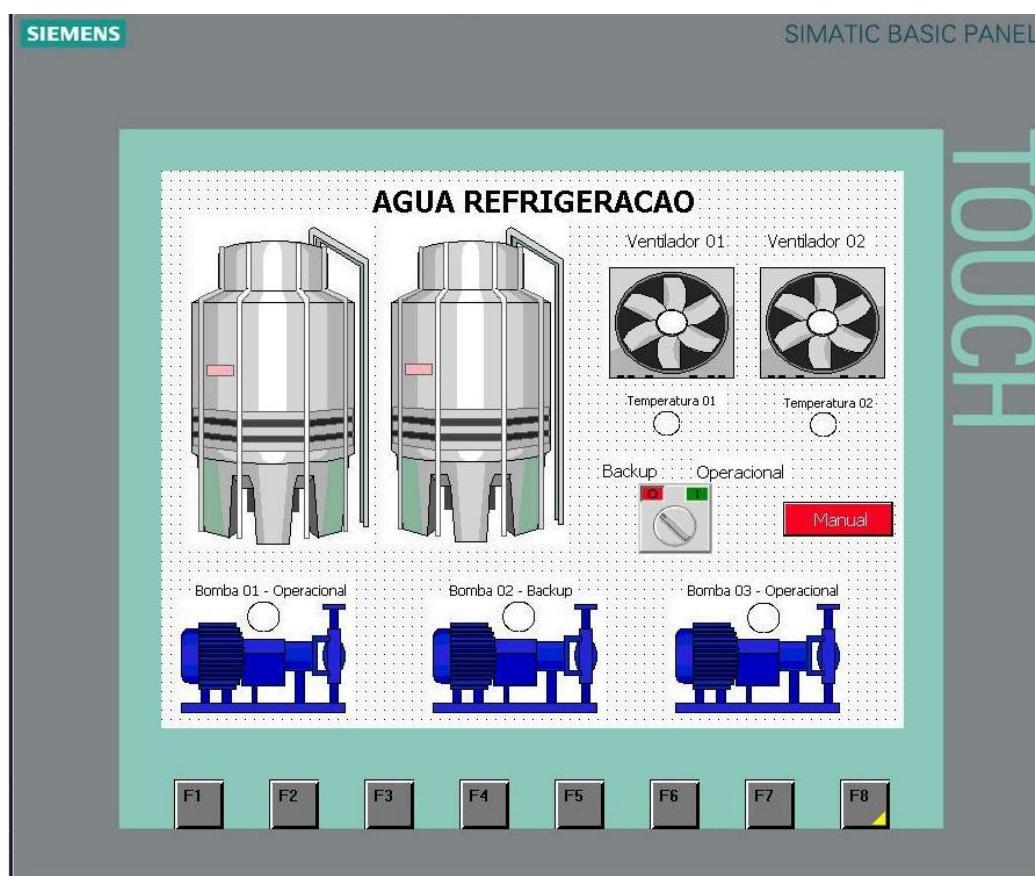 SIEMENS
SIMATIC BASIC PANEL
TOUCH
AGUA REFRIGERACAO
Ventilador 01
Ventilador 02
Temperatura 01
Temperatura 02
Backup
Operacional
O
I
Manual
Bomba 01 - Operacional
Bomba 02 - Backup
Bomba 03 - Operacional
F1
F2
F3
F4
F5
F6
F7
F8